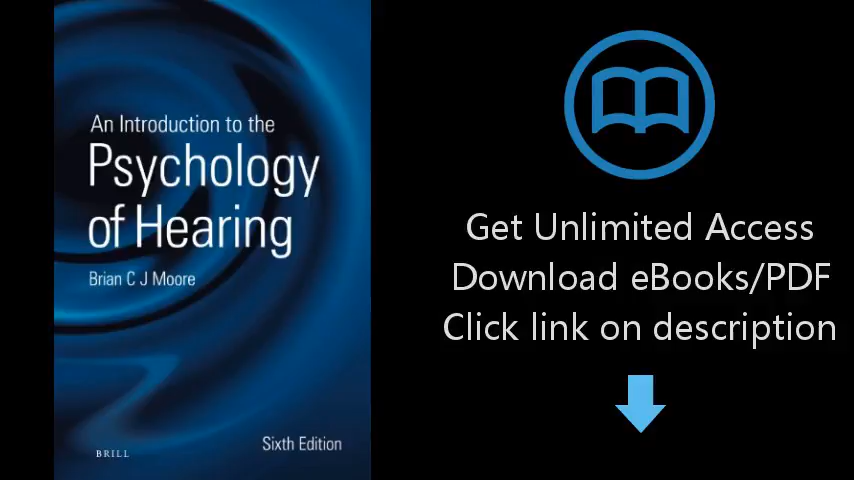 An Introduction to the
Psychology
of Hearing
Brian C J Moore
Sixth Edition
BRILL
Get Unlimited Access
Download eBooks/PDF
Click link on description